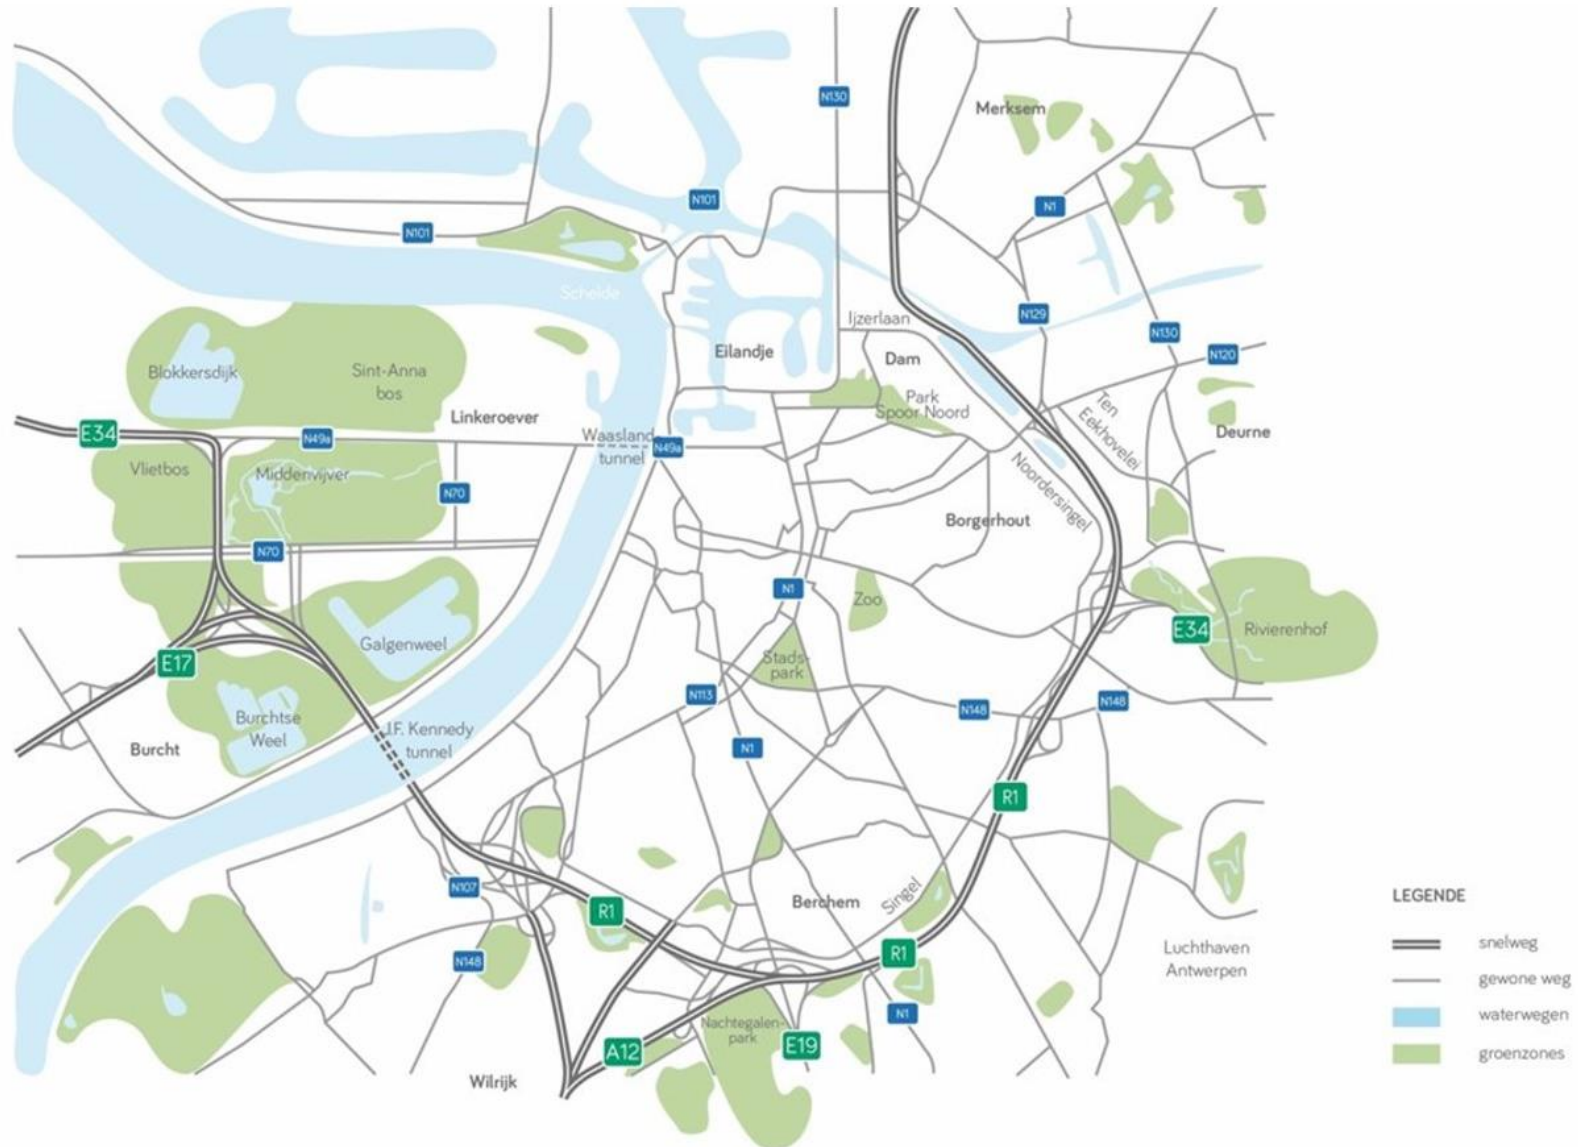 N130
Merksem
N101
N1
N101
Schelde
N129
Ijzerlaan
N130
Eilandje
Dam
N120
Blokkersdijk
Sint-Anna
bos
Park
Spoor Noord
Ten
Eekhovelei
Linkeroever
E34
N49a
Waasland
tunnel
N49a
Deurne
Vlietbos
Middenvijver
N70
Noordersingel
Borgerhout
N70
N1
Zoo
E34
Rivierenhof
Galgenweel
E17
Stads-
park
N113
N148
N148
Burchtse
Weel
J.F. Kennedy
tunnel
Burcht
N1
R1
N107
R1
Berchem
Singel
LEGENDE
N148
R1
Luchthaven
Antwerpen
snelweg
gewone weg
N1
waterwegen
Nachtegalen-
park
E19
A12
groenzones
Wilrijk